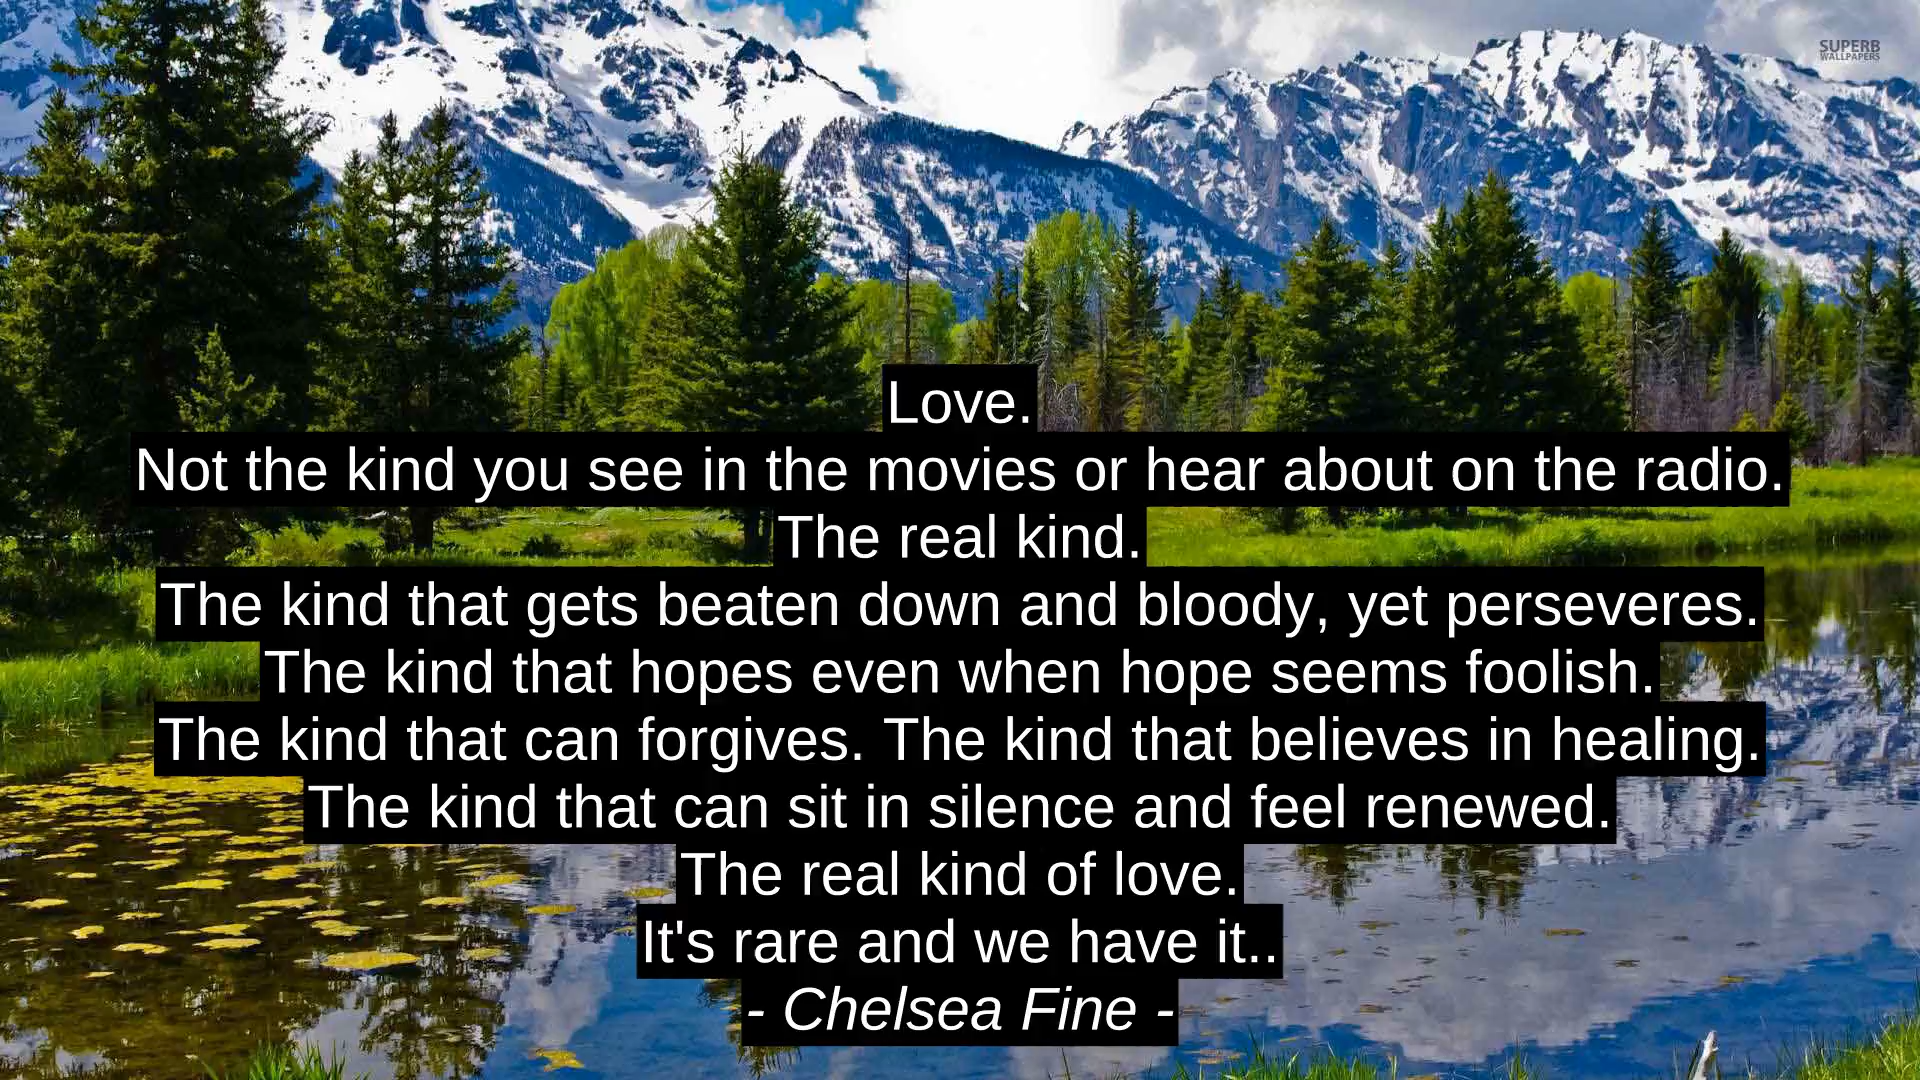 SUPERB
WALLPAPERS
Love.
Not the kind you see in the movies or hear about on the radio.
The real kind.
The kind that gets beaten down and bloody, yet perseveres.
The kind that hopes even when hope seems foolish.
The kind that can forgives. The kind that believes in healing.
The kind that can sit in silence and feel renewed.
The real kind of love.
It's rare and we have it..
- Chelsea Fine -